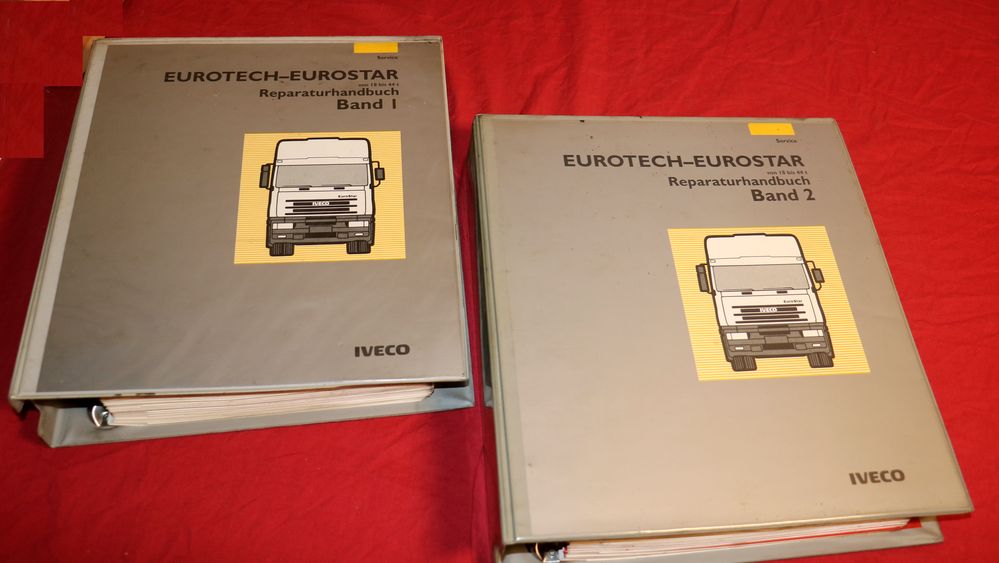 Service
EUROTECH–EUROSTAR
von 18 bis 44 t
Reparaturhandbuch
Band 1
EuroStar
IVECO
IVECO
Service
EUROTECH–EUROSTAR
von 18 bis 44 t
Reparaturhandbuch
Band 2
EuroStar
IVECO
IVECO